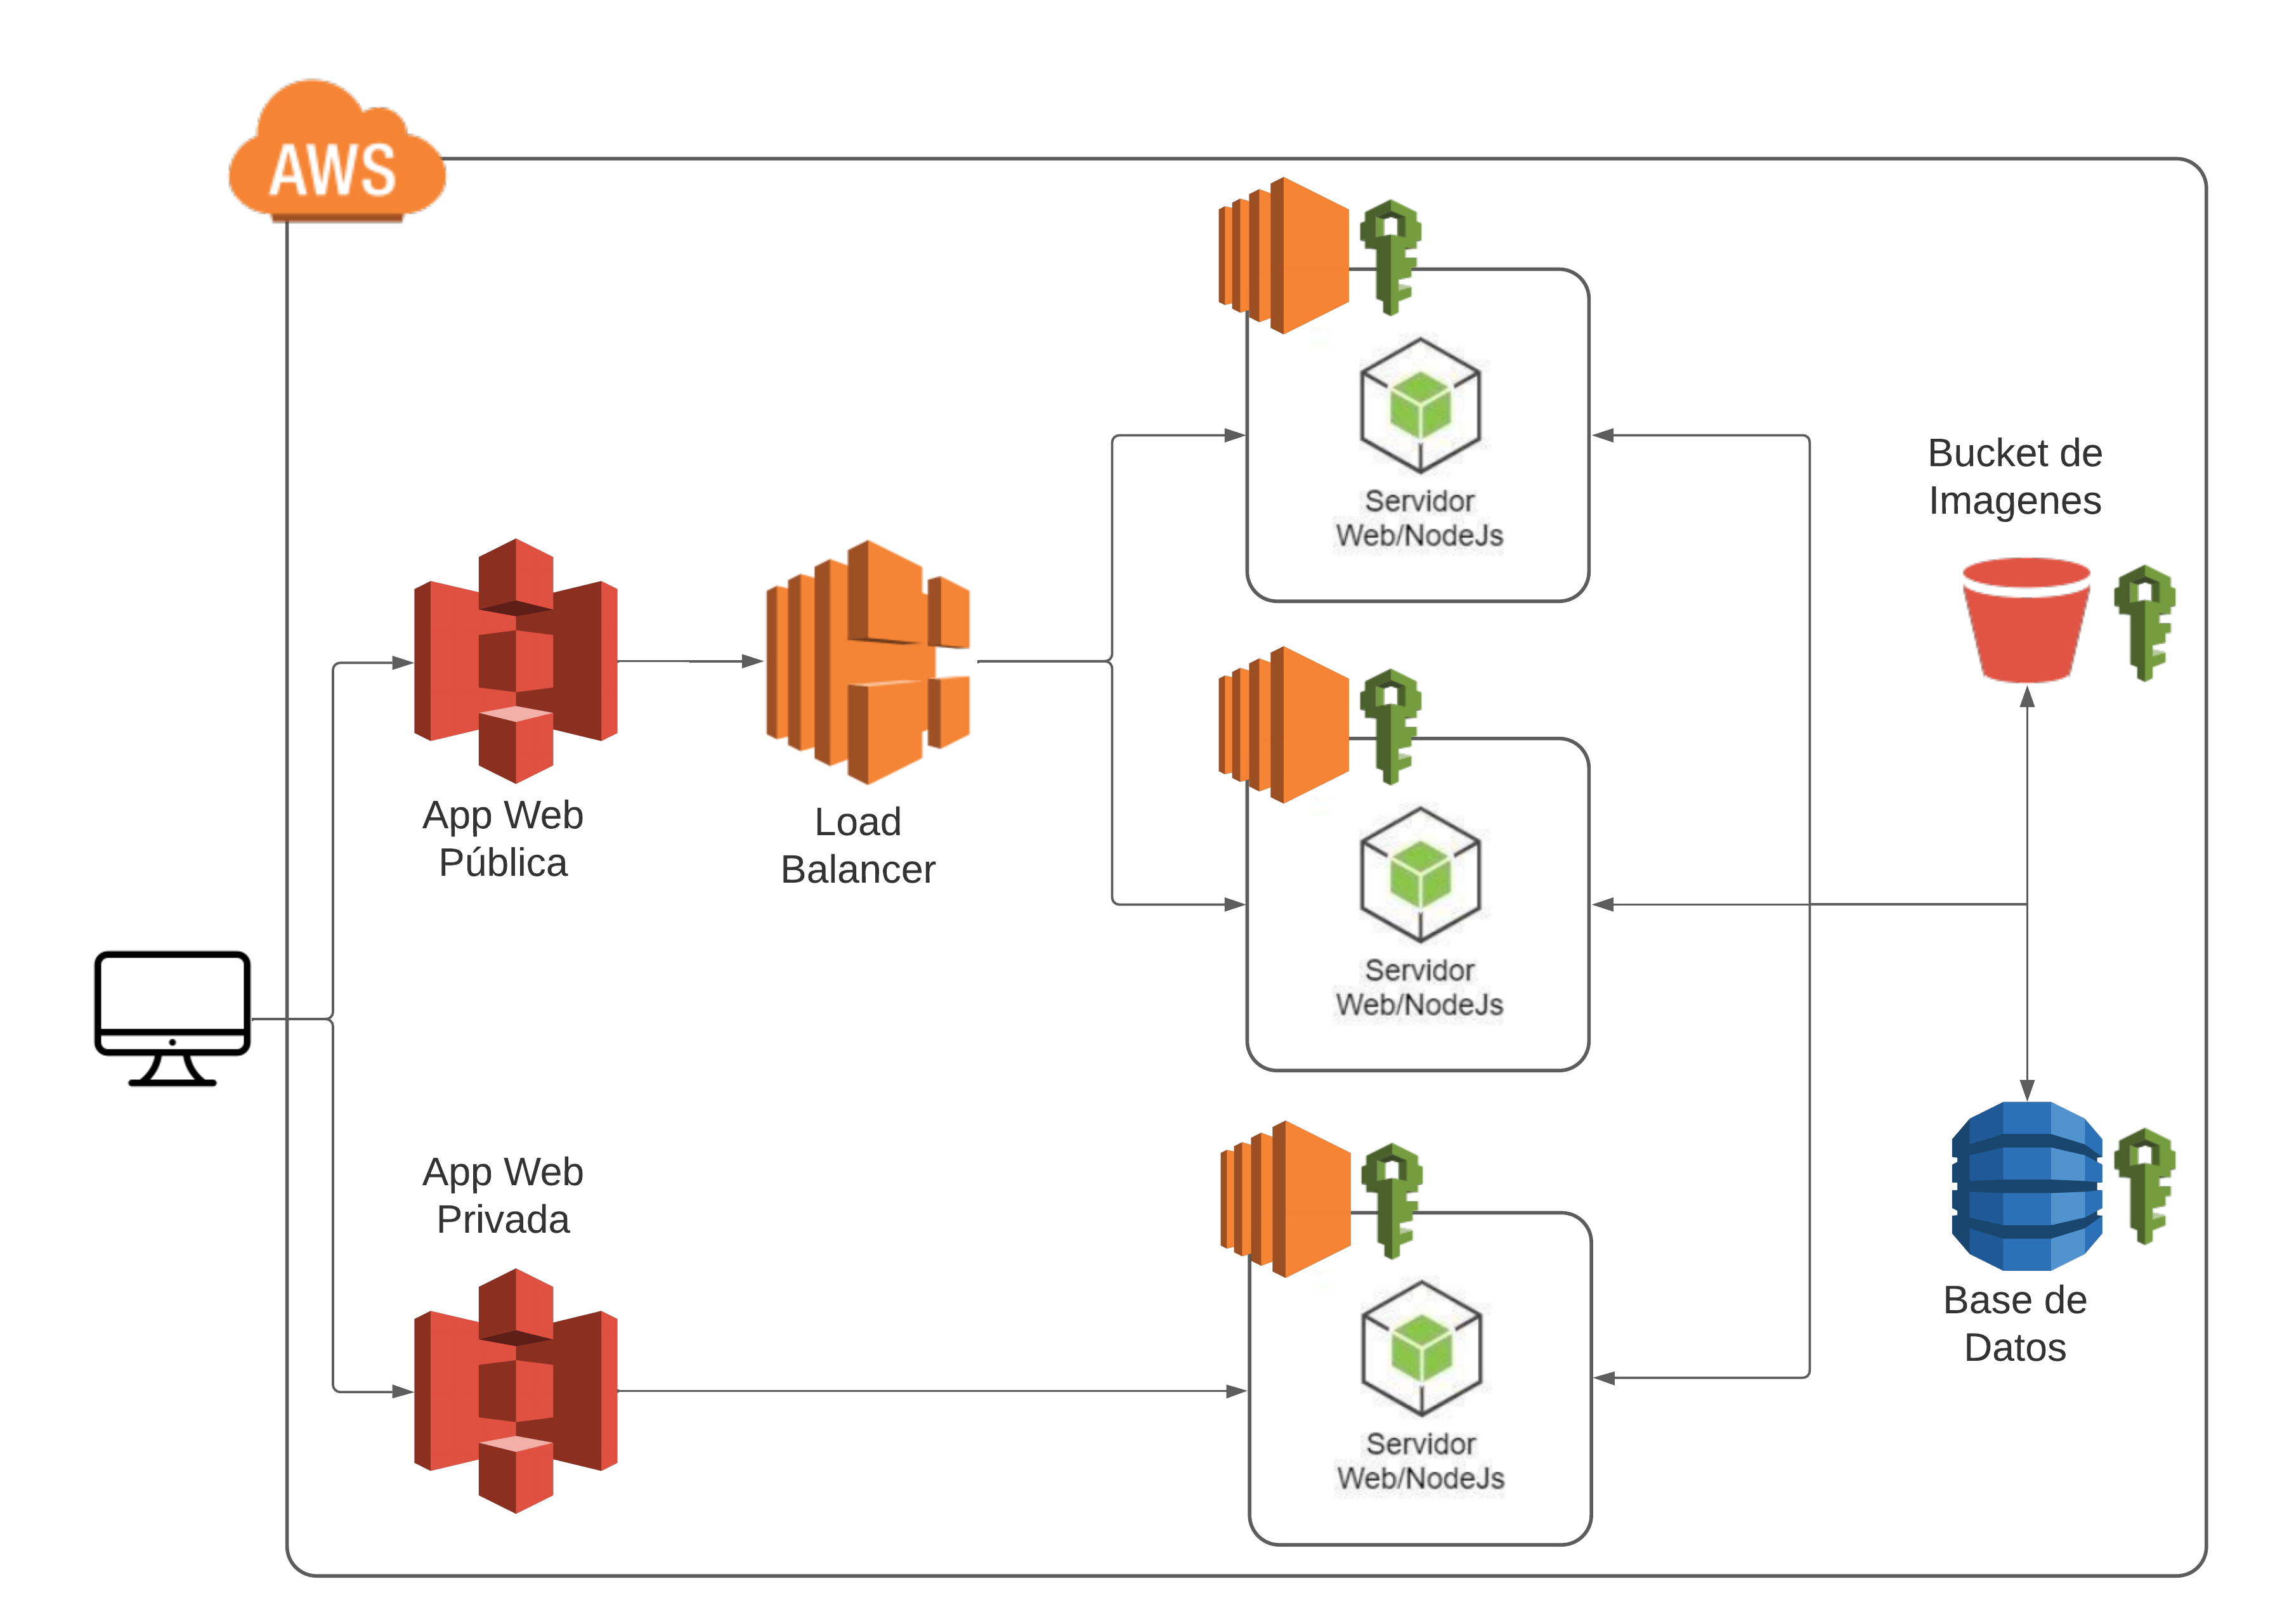 AWS
Servidor
Web/NodeJs
Bucket de
Imagenes
App Web
Pública
Load
Balancer
Servidor
Web/NodeJs
App Web
Privada
Base de
Datos
Servidor
Web/NodeJs